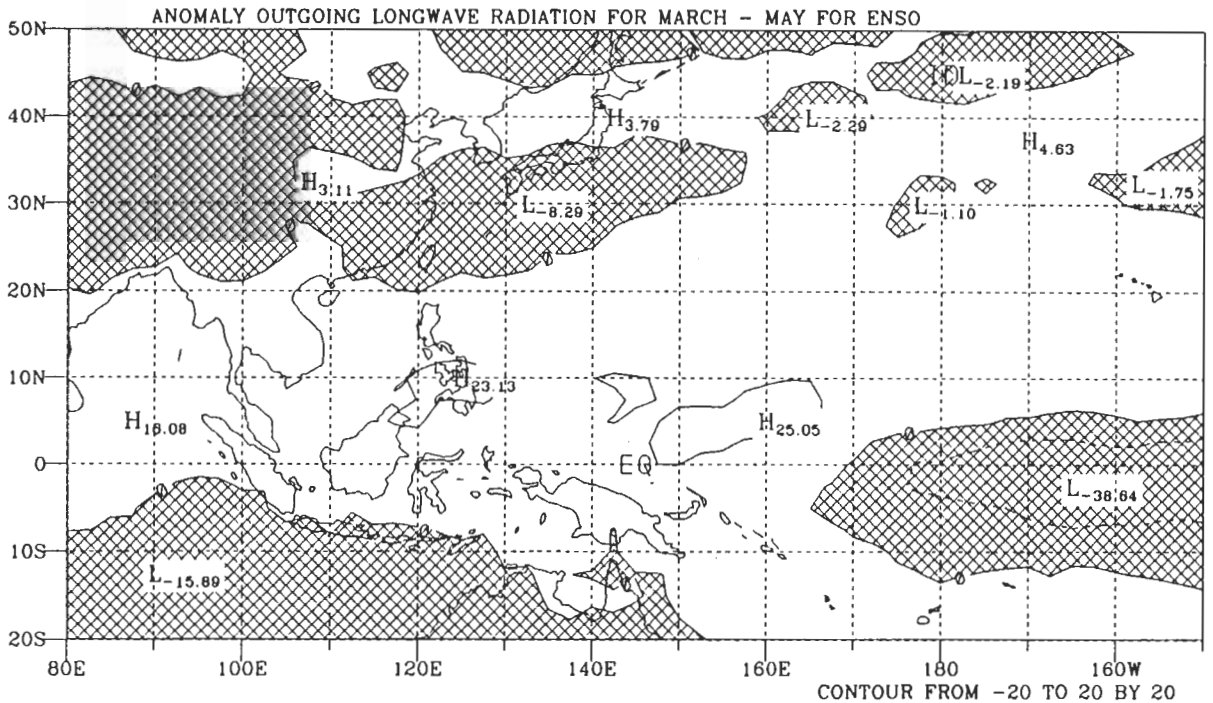 ANOMALY OUTGOING LONGWAVE RADIATION FOR MARCH - MAY FOR ENSO
50N
L-2.19
40N
H3.79
L-2.29
H4.63
H3.11
L-8.29
L-1.10
L-1.75
30N
20N
10N
H23.13
H16.08
H25.05
0
EQ
L-38.64
10S
L-15.89
20S
80E 100E 120E 140E 160E 180 160W
CONTOUR FROM -20 TO 20 BY 20